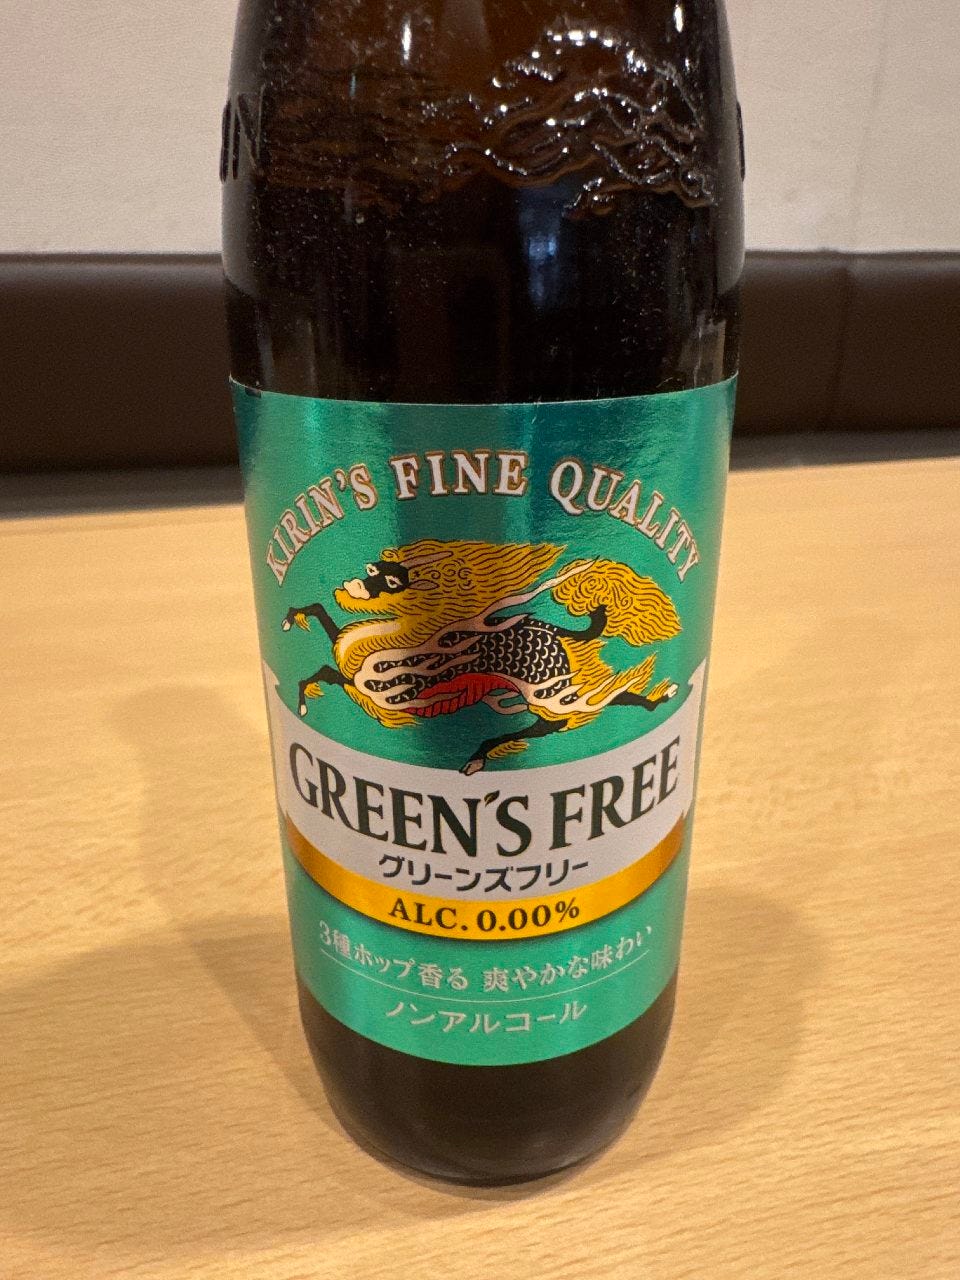 KIRIN'S FINE QUALITY
GREEN'S FREE
グリーンズフリー
ALC. 0.00%
3種ホップ香る 爽やかな味わい
ノンアルコール